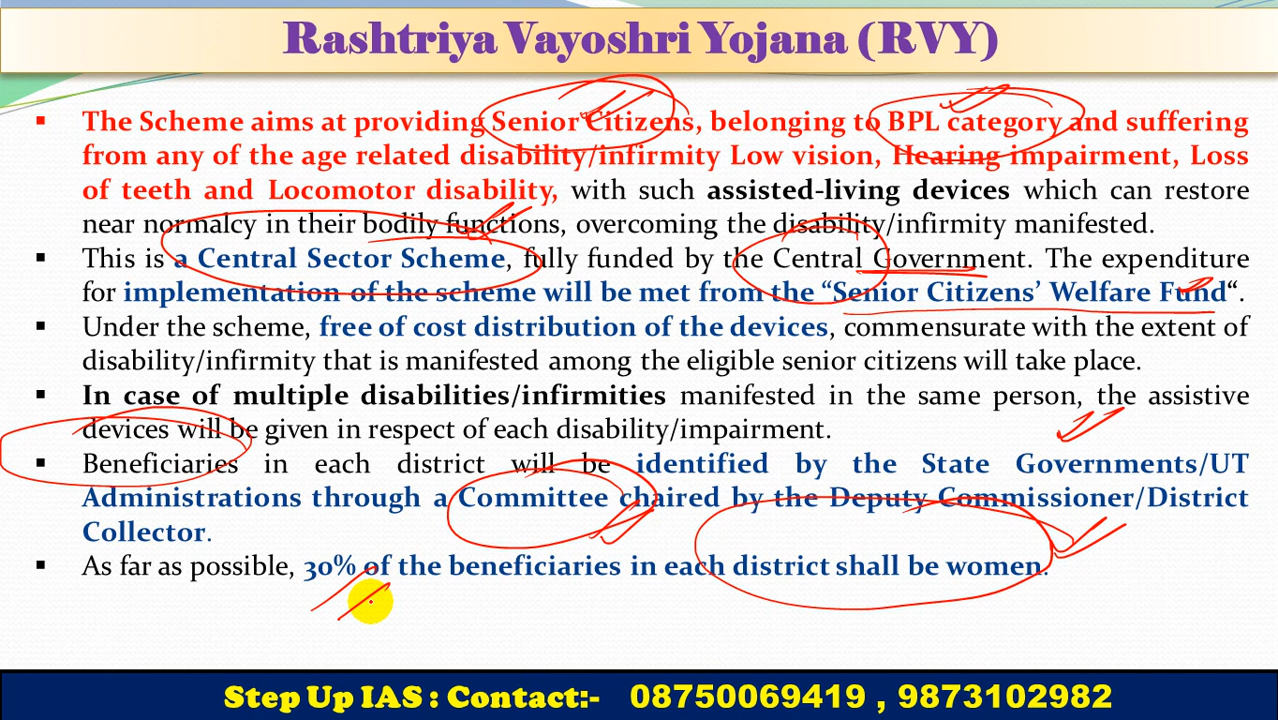 Rashtriya Vayoshri Yojana (RVY)
▪ The Scheme aims at providing Senior Citizens, belonging to BPL category and suffering
from any of the age related disability/infirmity Low vision, Hearing impairment, Loss
of teeth and Locomotor disability, with such assisted-living devices which can restore
near normalcy in their bodily functions, overcoming the disability/infirmity manifested.
▪ This is a Central Sector Scheme, fully funded by the Central Government. The expenditure
for implementation of the scheme will be met from the “Senior Citizens’ Welfare Fund“.
▪ Under the scheme, free of cost distribution of the devices, commensurate with the extent of
disability/infirmity that is manifested among the eligible senior citizens will take place.
▪ In case of multiple disabilities/infirmities manifested in the same person, the assistive
devices will be given in respect of each disability/impairment.
▪ Beneficiaries in each district will be identified by the State Governments/UT
Administrations through a Committee chaired by the Deputy Commissioner/District
Collector.
▪ As far as possible, 30% of the beneficiaries in each district shall be women.
Step Up IAS : Contact:- 08750069419 , 9873102982